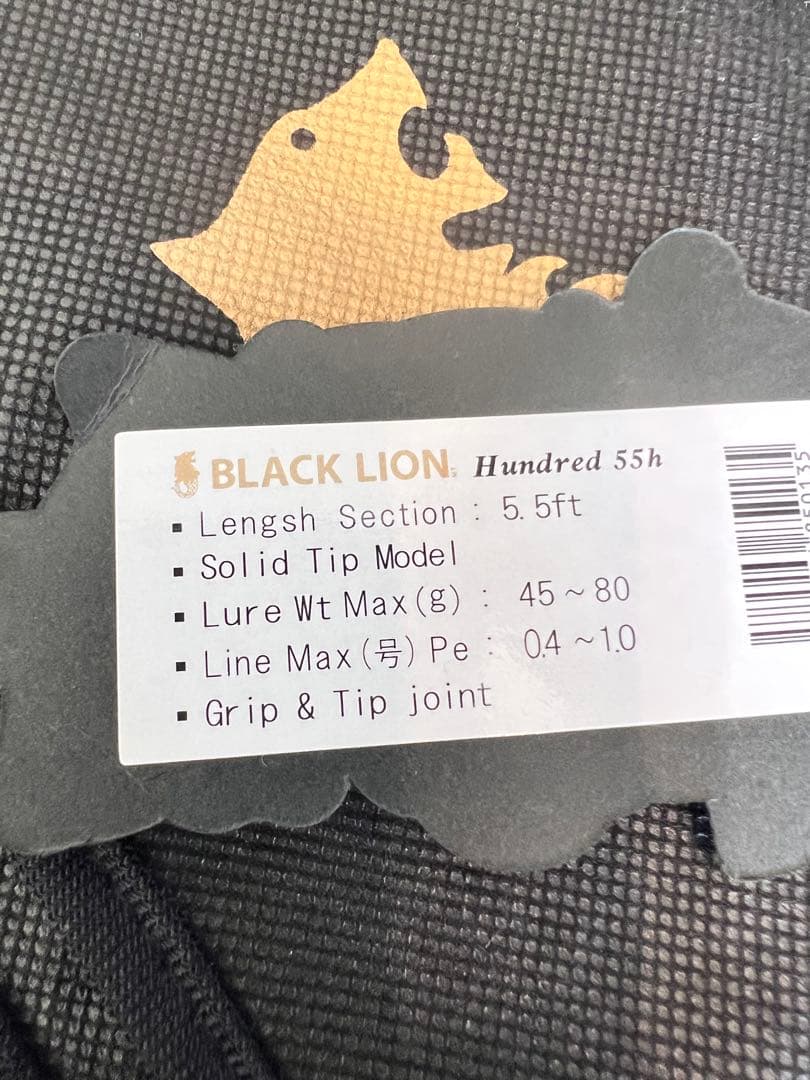 BLACK LION Hundred 55h
▪ Lengsh Section : 5.5ft
▪ Solid Tip Model
▪ Lure Wt Max(g) : 45~80
▪ Line Max(号) Pe : 0.4~1.0
▪ Grip & Tip joint